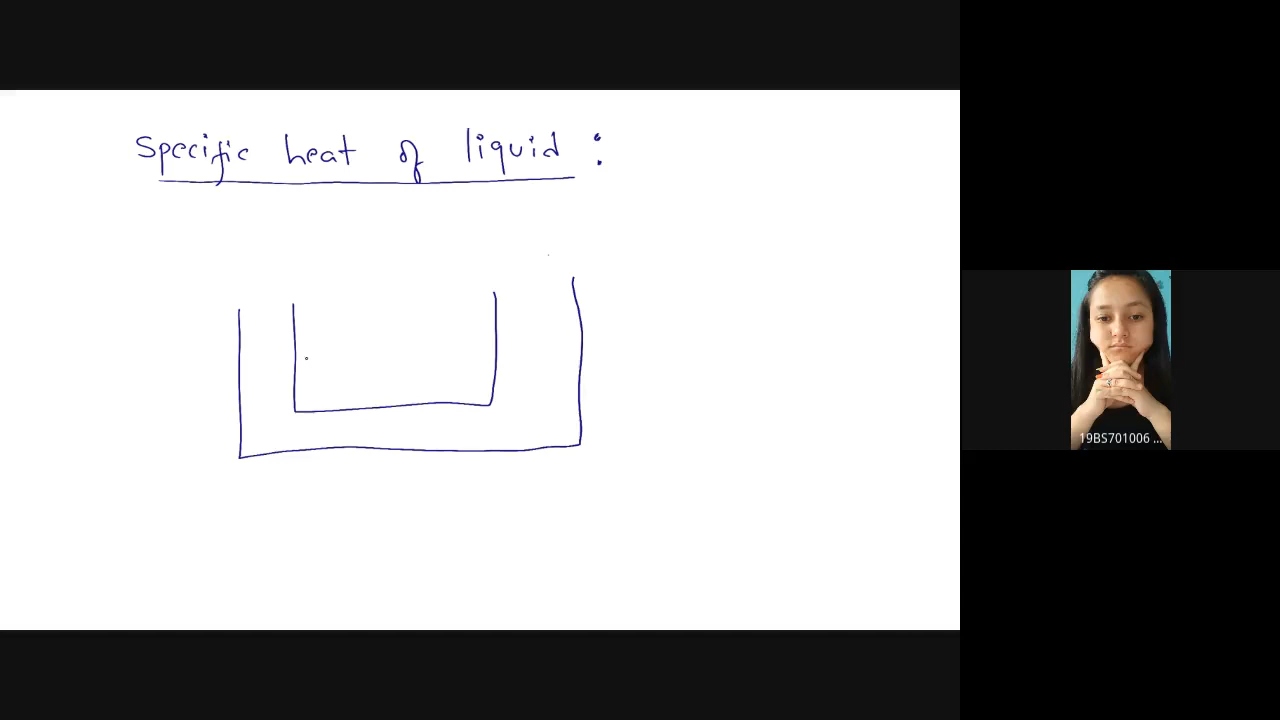 Specific heat of liquid :
19BS701006 ...